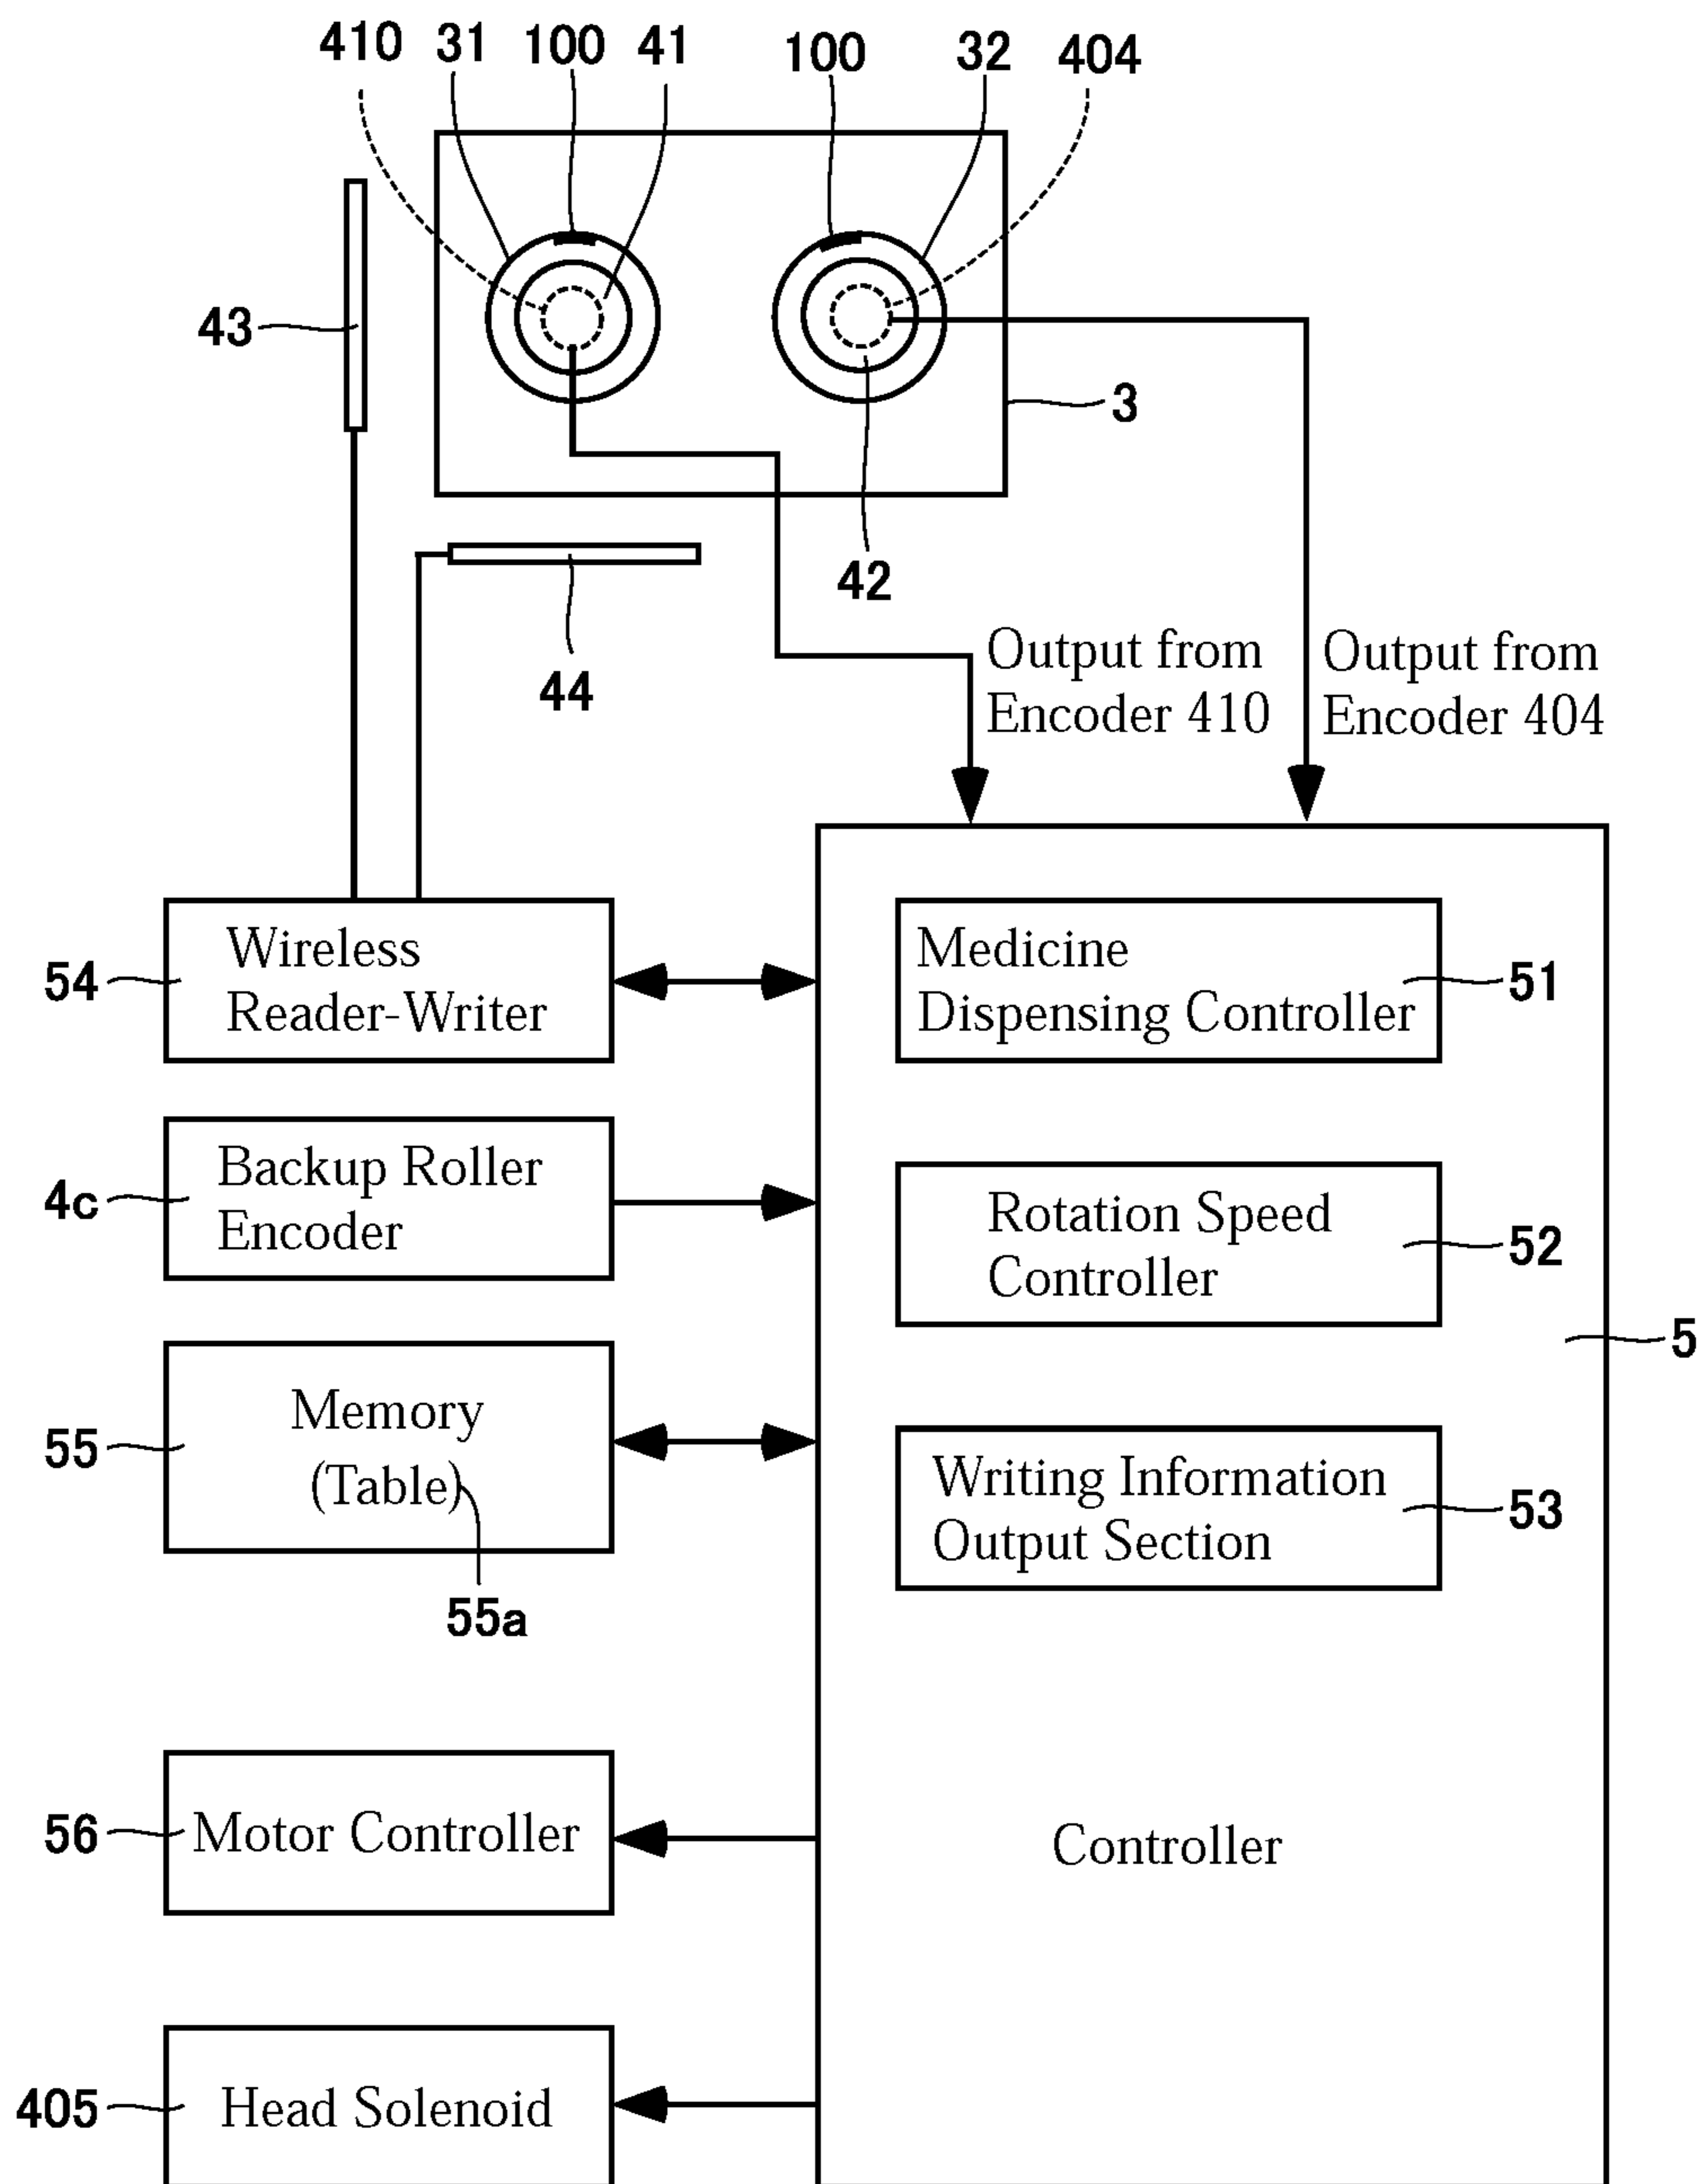 410 31 100 41 100 32 404
43
3
42
44
Output from
Encoder 410
Output from
Encoder 404
54
Wireless
Reader-Writer
Medicine
Dispensing Controller
51
4c
Backup Roller
Encoder
Rotation Speed
Controller
52
5
55
Memory
(Table)
55a
Writing Information
Output Section
53
56
Motor Controller
Controller
405
Head Solenoid